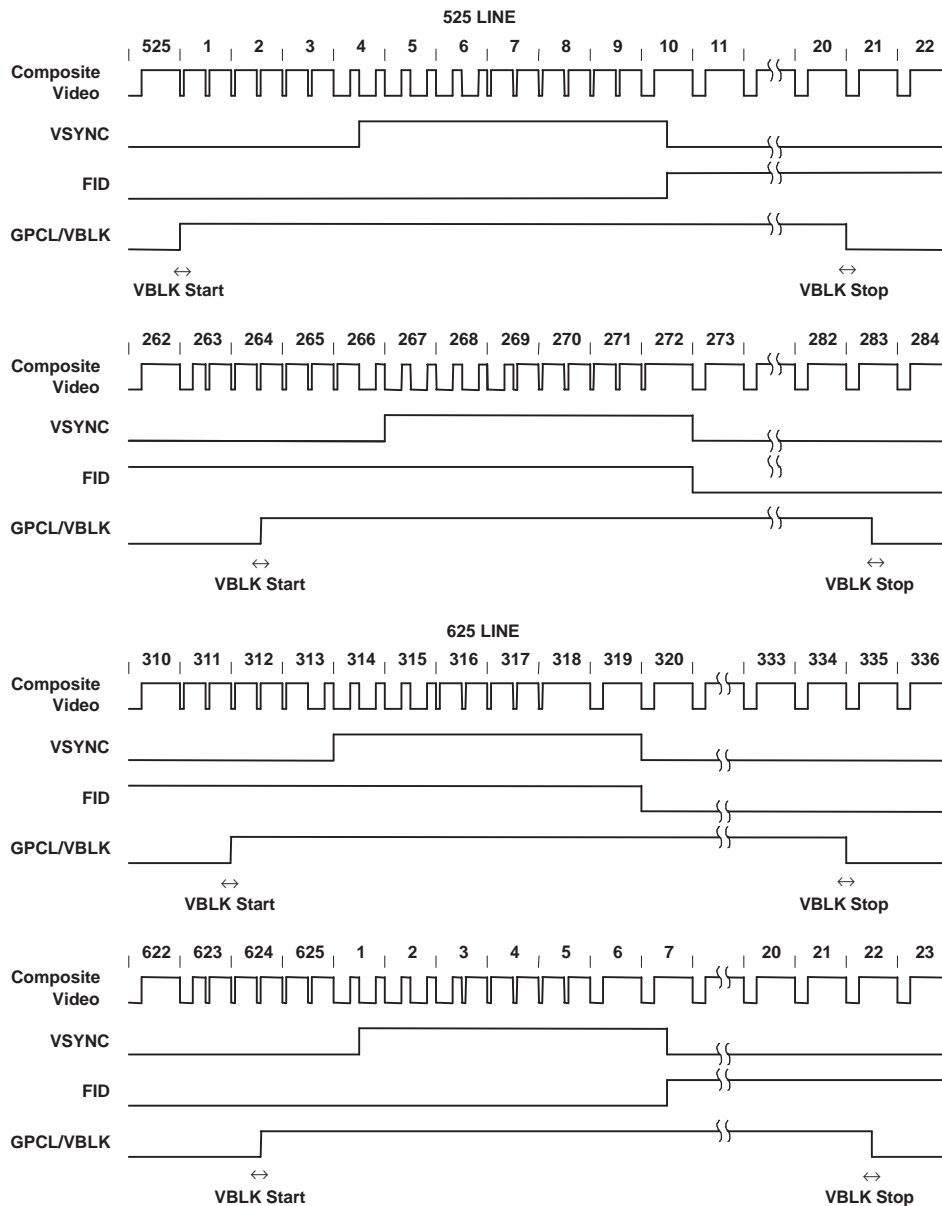 525 LINE
525 1 2 3 4 5 6 7 8 9 10 11 20 21 22
Composite
Video
VSYNC
FID
GPCL/VBLK
VBLK Start VBLK Stop
262 263 264 265 266 267 268 269 270 271 272 273 282 283 284
Composite
Video
VSYNC
FID
GPCL/VBLK
VBLK Start VBLK Stop
625 LINE
310 311 312 313 314 315 316 317 318 319 320 333 334 335 336
Composite
Video
VSYNC
FID
GPCL/VBLK
VBLK Start VBLK Stop
622 623 624 625 1 2 3 4 5 6 7 20 21 22 23
Composite
Video
VSYNC
FID
GPCL/VBLK
VBLK Start VBLK Stop